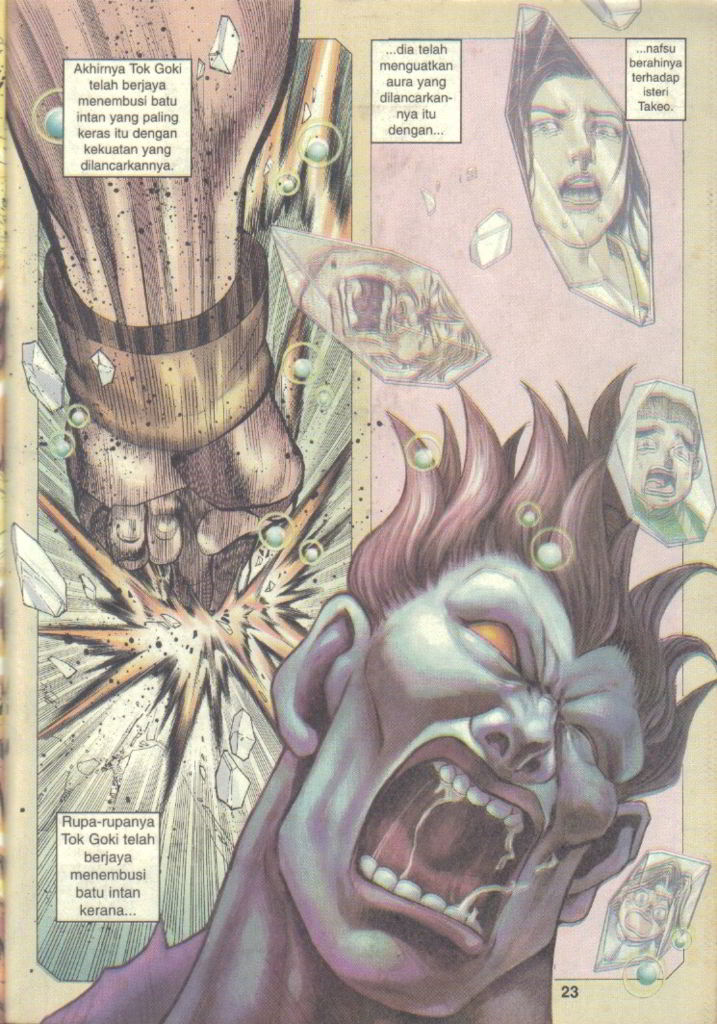 Akhirnya Tok Goki
telah berjaya
menembusi batu
intan yang paling
keras itu dengan
kekuatan yang
dilancarkannya.
Rupa-rupanya
Tok Goki telah
berjaya
menembusi
batu intan
kerana...
...dia telah
menguatkan
aura yang
dilancarkan-
nya itu
dengan...
...nafsu
berahinya
terhadap
isteri
Takeo.
23